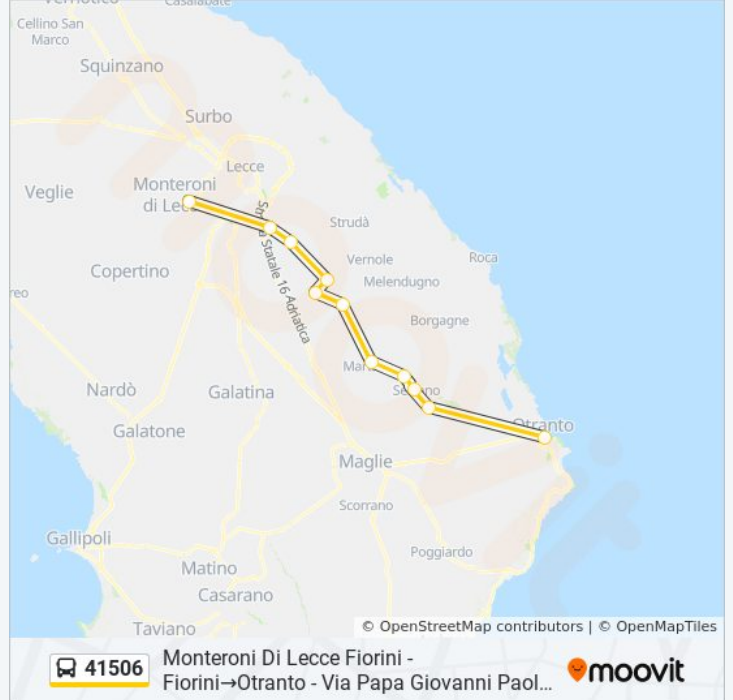 Casalabate
Cellino San
Marco
Squinzano
Surbo
Lecce
Monteroni
di Lec
Veglie
Strudà
Vernole
Roca
Copertino
Melendugno
Statale 16 Adriatica
Borgagne
Nardò
Galatina
Otranto
Galatone
Maglie
Scorrano
Gallipoli
Poggiardo
Matino
Casarano
Taviano
© OpenStreetMap contributors | © OpenMapTiles
41506
Monteroni Di Lecce Fiorini -
Fiorini→Otranto - Via Papa Giovanni Paol...
moovit